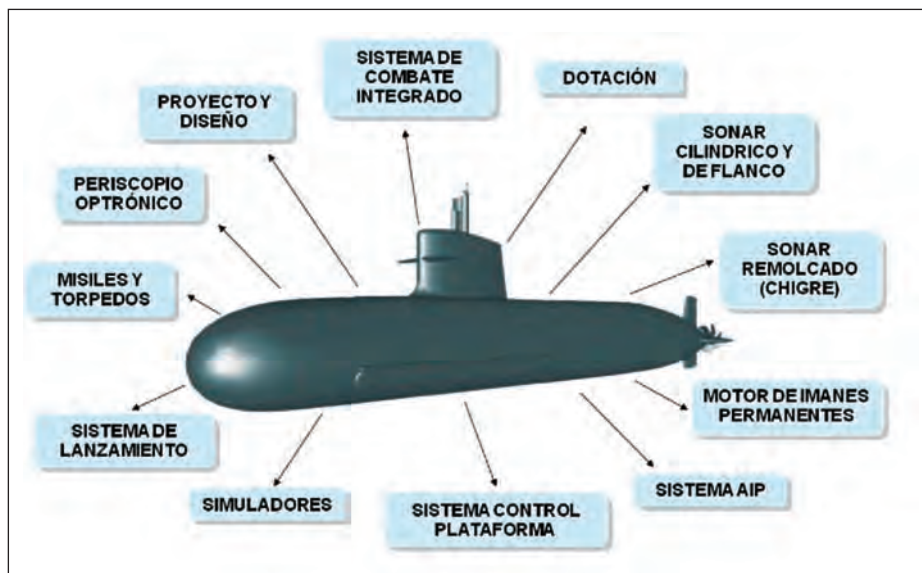 SISTEMA DE
COMBATE
INTEGRADO
DOTACIÓN
PROYECTO Y
DISEÑO
SONAR
CILINDRICO Y
DE FLANCO
PERISCOPIO
OPTRÓNICO
SONAR
REMOLCADO
(CHIGRE)
MISILES Y
TORPEDOS
MOTOR DE IMANES
PERMANENTES
SISTEMA DE
LANZAMIENTO
SISTEMA AIP
SIMULADORES
SISTEMA CONTROL
PLATAFORMA